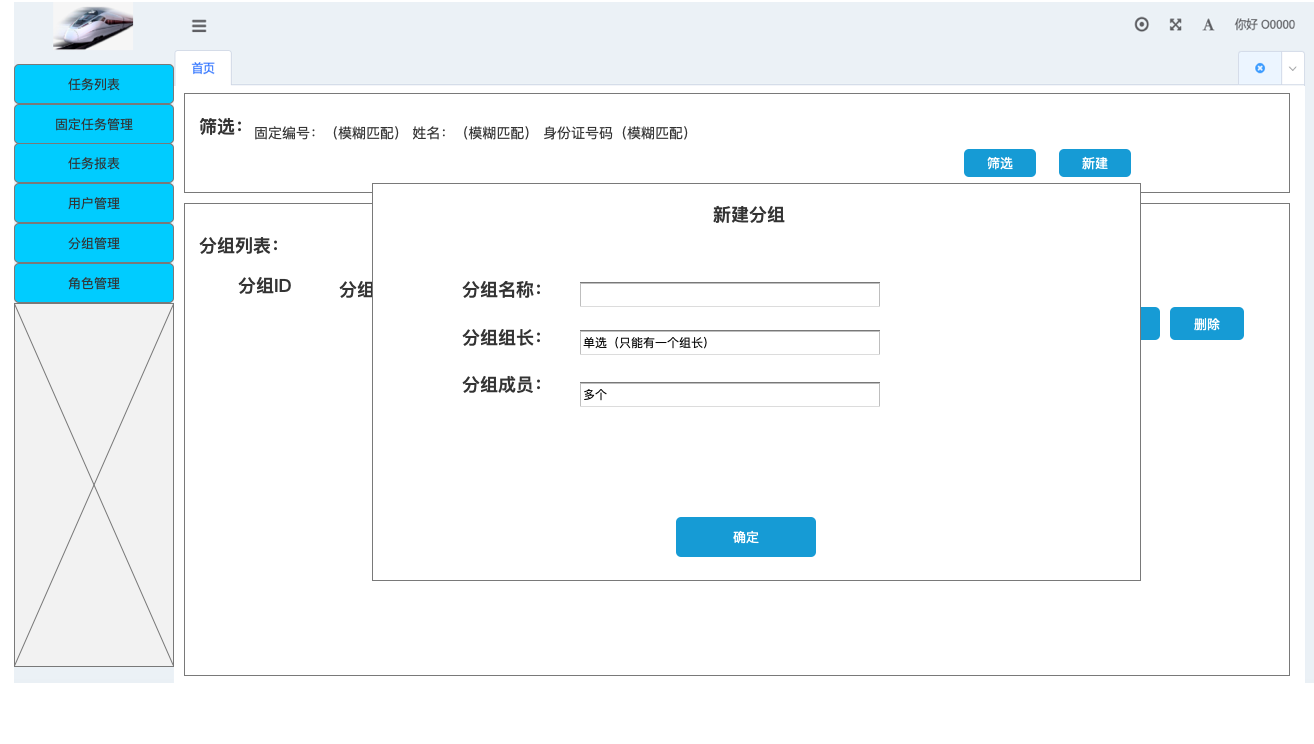 你好 O0000
首页
任务列表
固定任务管理
任务报表
用户管理
分组管理
角色管理
筛选：
固定编号：（模糊匹配） 姓名：（模糊匹配） 身份证号码（模糊匹配）
筛选
新建
分组列表：
分组ID
分组
删除
新建分组
分组名称：
分组组长：
单选（只能有一个组长）
分组成员：
多个
确定